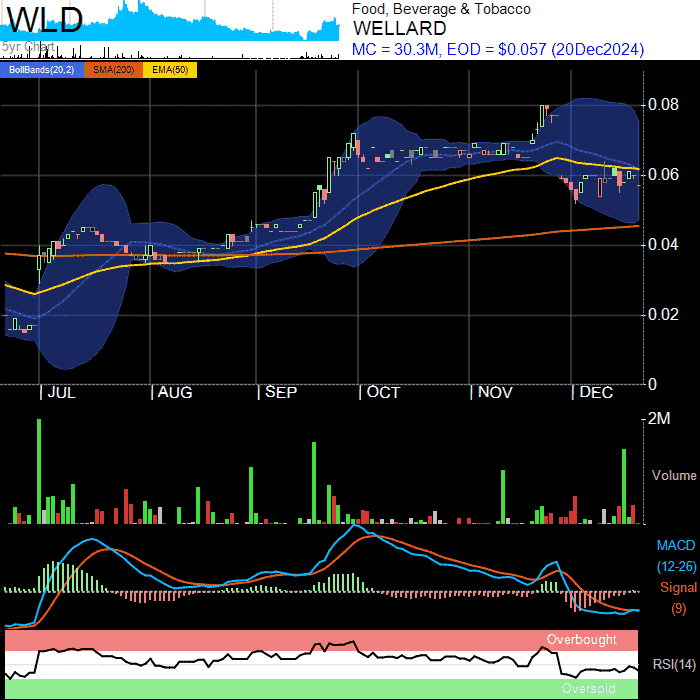 WLD
Food, Beverage & Tobacco
WELLARD
MC = 30.3M, EOD = $0.057 (20Dec2024)
5yr Chart
BollBands(20,2) SMA(200) EMA(50)
0.08
0.06
0.04
0.02
0
JUL AUG SEP OCT NOV DEC
2M
Volume
MACD
(12-26)
Signal
(9)
Overbought
RSI(14)
Oversold